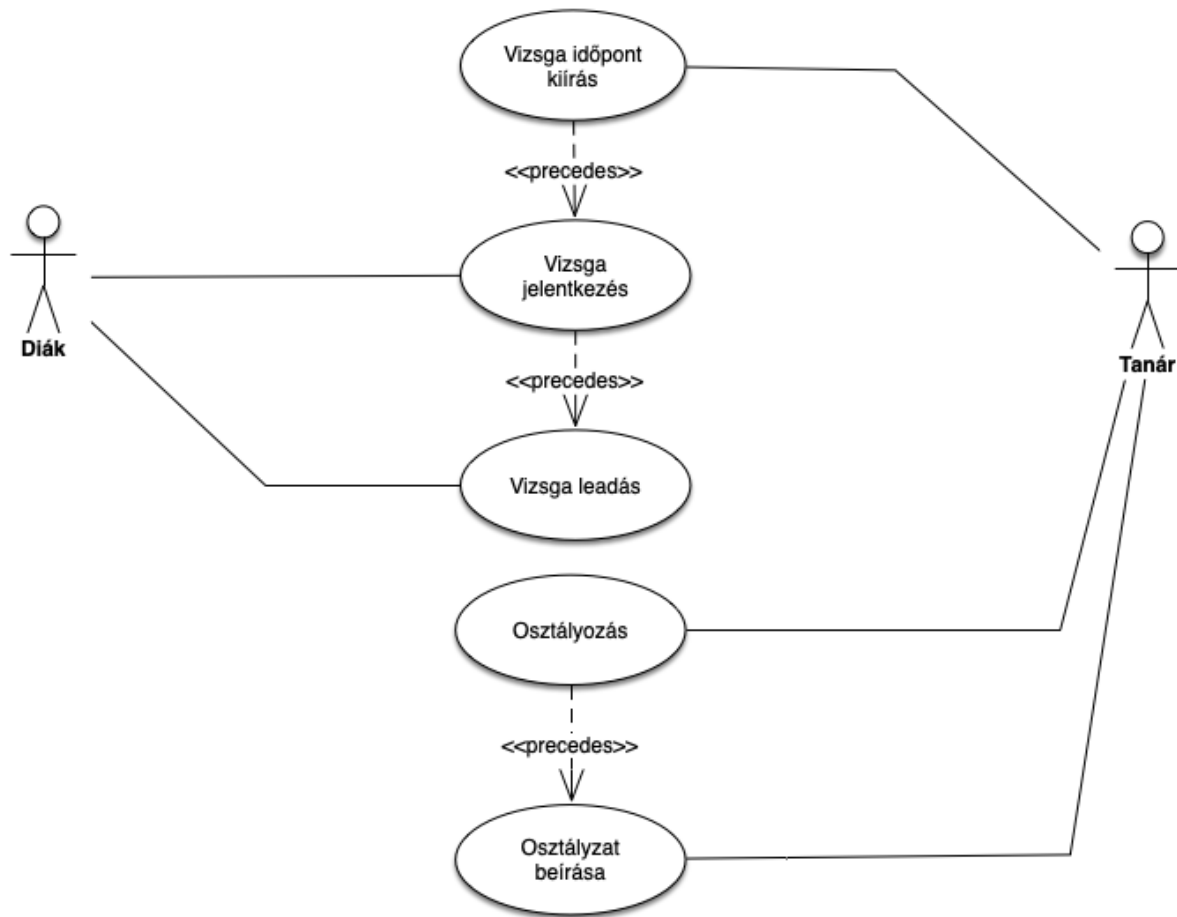 Vizsga időpont
kiírás
<<precedes>>
Vizsga
jelentkezés
Diák
Tanár
<<precedes>>
Vizsga leadás
Osztályozás
<<precedes>>
Osztályzat
beírása